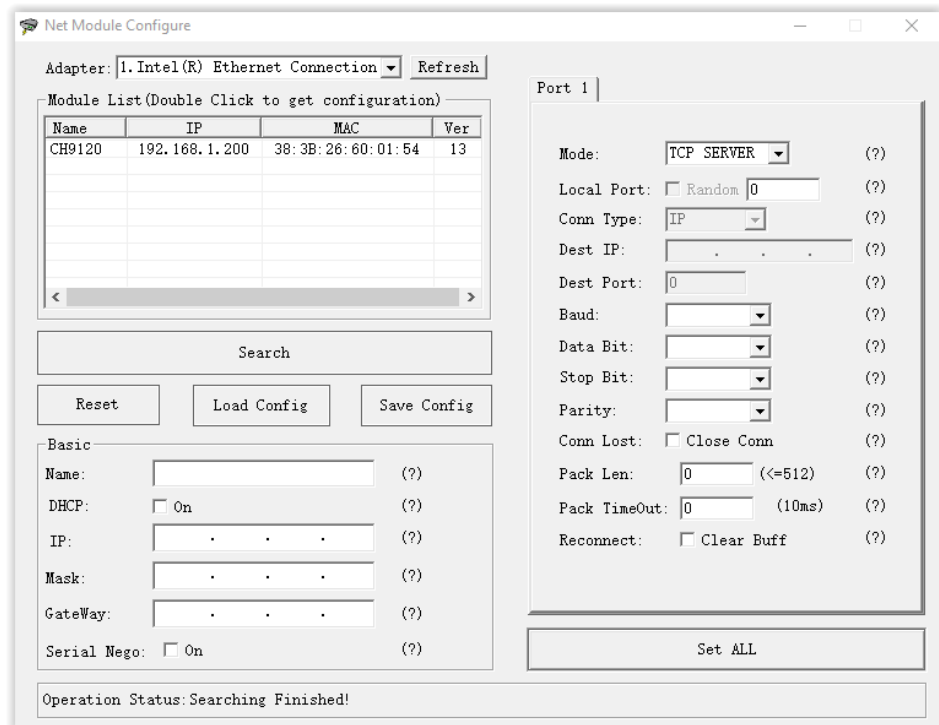 Net Module Configure
Adapter: 1.Intel(R) Ethernet Connection Refresh
Module List(Double Click to get configuration)
Name IP MAC Ver
CH9120 192.168.1.200 38:3B:26:60:01:54 13
Search
Reset Load Config Save Config
Basic
Name: (?)
DHCP: On (?)
IP: . . . (?)
Mask: . . . (?)
GateWay: . . . (?)
Serial Nego: On (?)
Port 1
Mode: TCP SERVER (?)
Local Port: Random 0 (?)
Conn Type: IP (?)
Dest IP: . . . (?)
Dest Port: 0 (?)
Baud: (?)
Data Bit: (?)
Stop Bit: (?)
Parity: (?)
Conn Lost: Close Conn (?)
Pack Len: 0 (<=512) (?)
Pack TimeOut: 0 (10ms) (?)
Reconnect: Clear Buff (?)
Set ALL
Operation Status:Searching Finished!